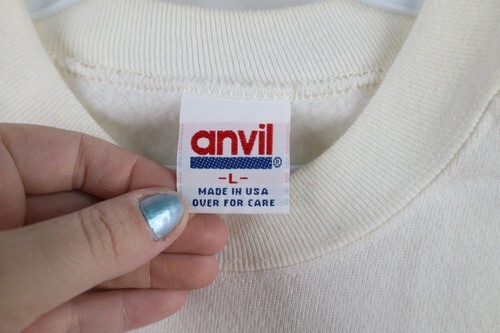 anvil®
-L-
MADE IN USA
OVER FOR CARE